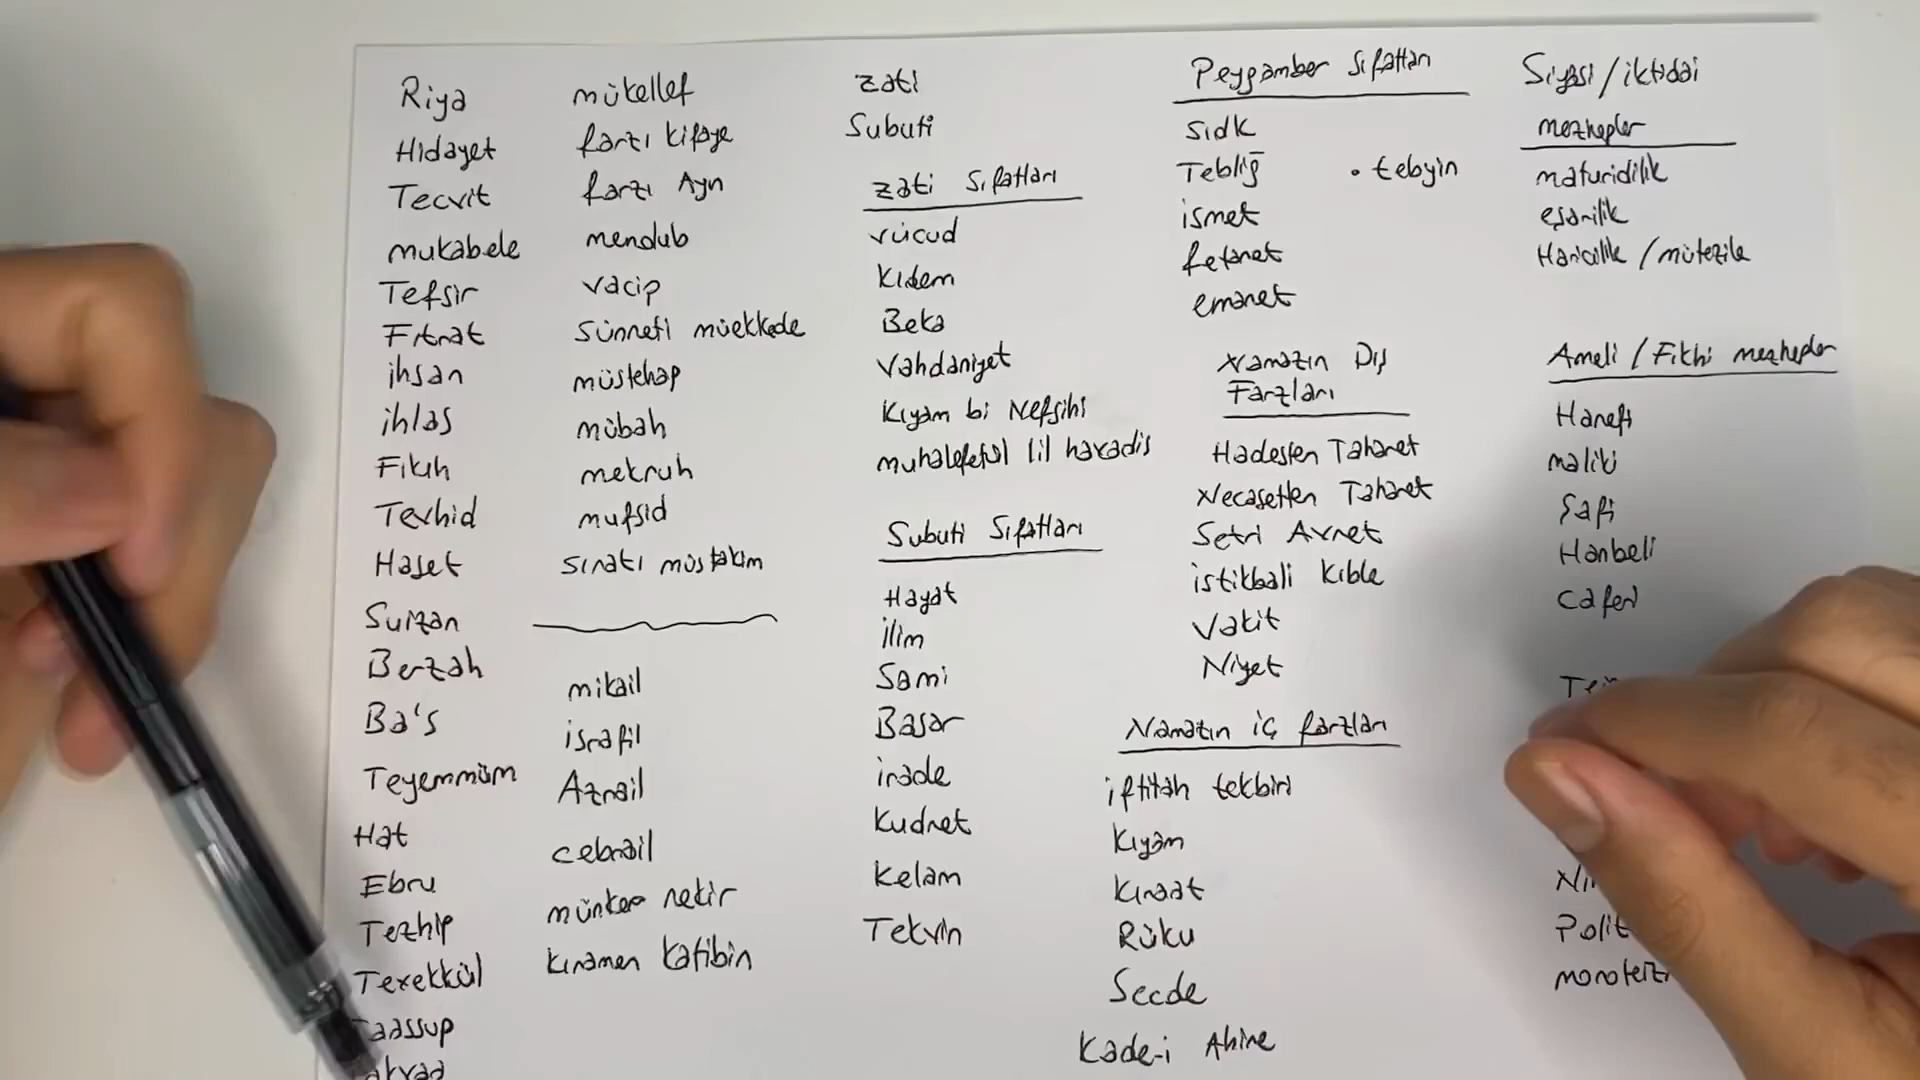 Riya
Hidayet
Tecvit
mukabele
Tefsir
Fıtrat
ihsan
ihlas
Fıkıh
Tevhid
Haset
Suizan
Berzah
Ba's
Teyemmüm
Hat
Ebru
Tezhip
Tevekkül
Taassup
mükellef
farzı kifaye
farzı Ayn
mendub
vacip
sünneti müekkede
müstehap
mübah
mekruh
mufsid
sıratı müstakim
mikail
israfil
Azrail
cebrail
münker nekir
kiramen katibin
zati
Subuti
zati Sıfatları
vücud
Kıdem
Beka
Vahdaniyet
Kıyam bi Nefsihi
muhalefetül lil havadis
Subuti Sıfatları
Hayat
ilim
Sami
Basar
irade
Kudret
Kelam
Tekvin
Peygamber Sıfatları
Sıdk
Tebliğ • tebyin
ismet
fetanet
emanet
Namazın Dış
Farzları
Hadesten Taharet
Necasetten Taharet
Setri Avret
istikbali Kıble
Vakit
Niyet
Namazın iç farzları
iftitah tekbiri
Kıyam
Kıraat
Rüku
Secde
Kade-i Ahire
Siyasi / iktidai
mezhepler
maturidilik
eşarilik
Haricilik / mütezile
Ameli / Fıkhi mezhepler
Hanefi
maliki
Şafi
Hanbeli
caferi